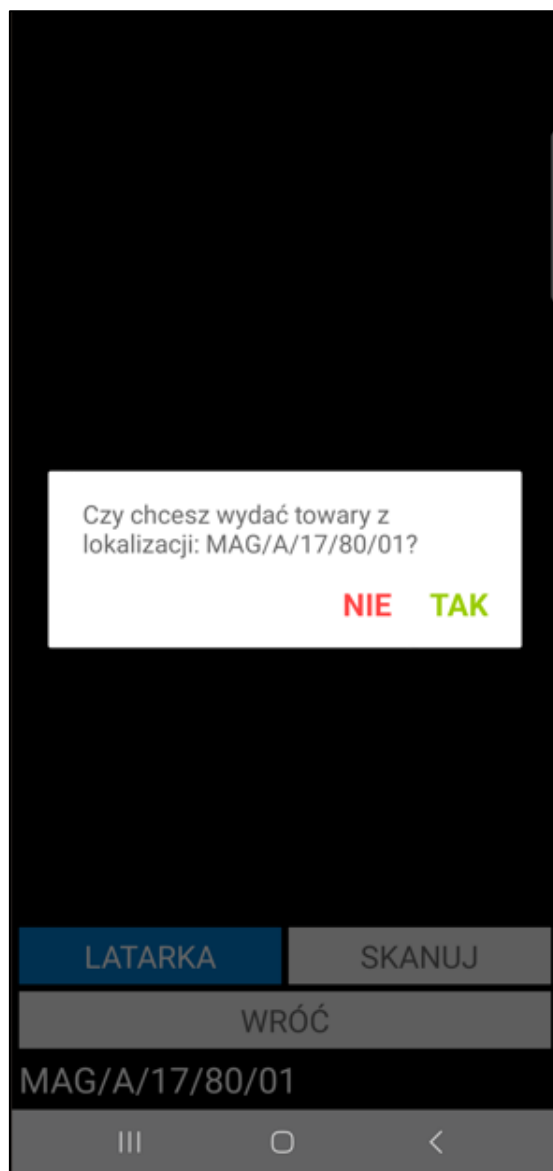 Czy chcesz wydać towary z
lokalizacji: MAG/A/17/80/01?
NIE TAK
LATARKA SKANUJ
WRÓĆ
MAG/A/17/80/01